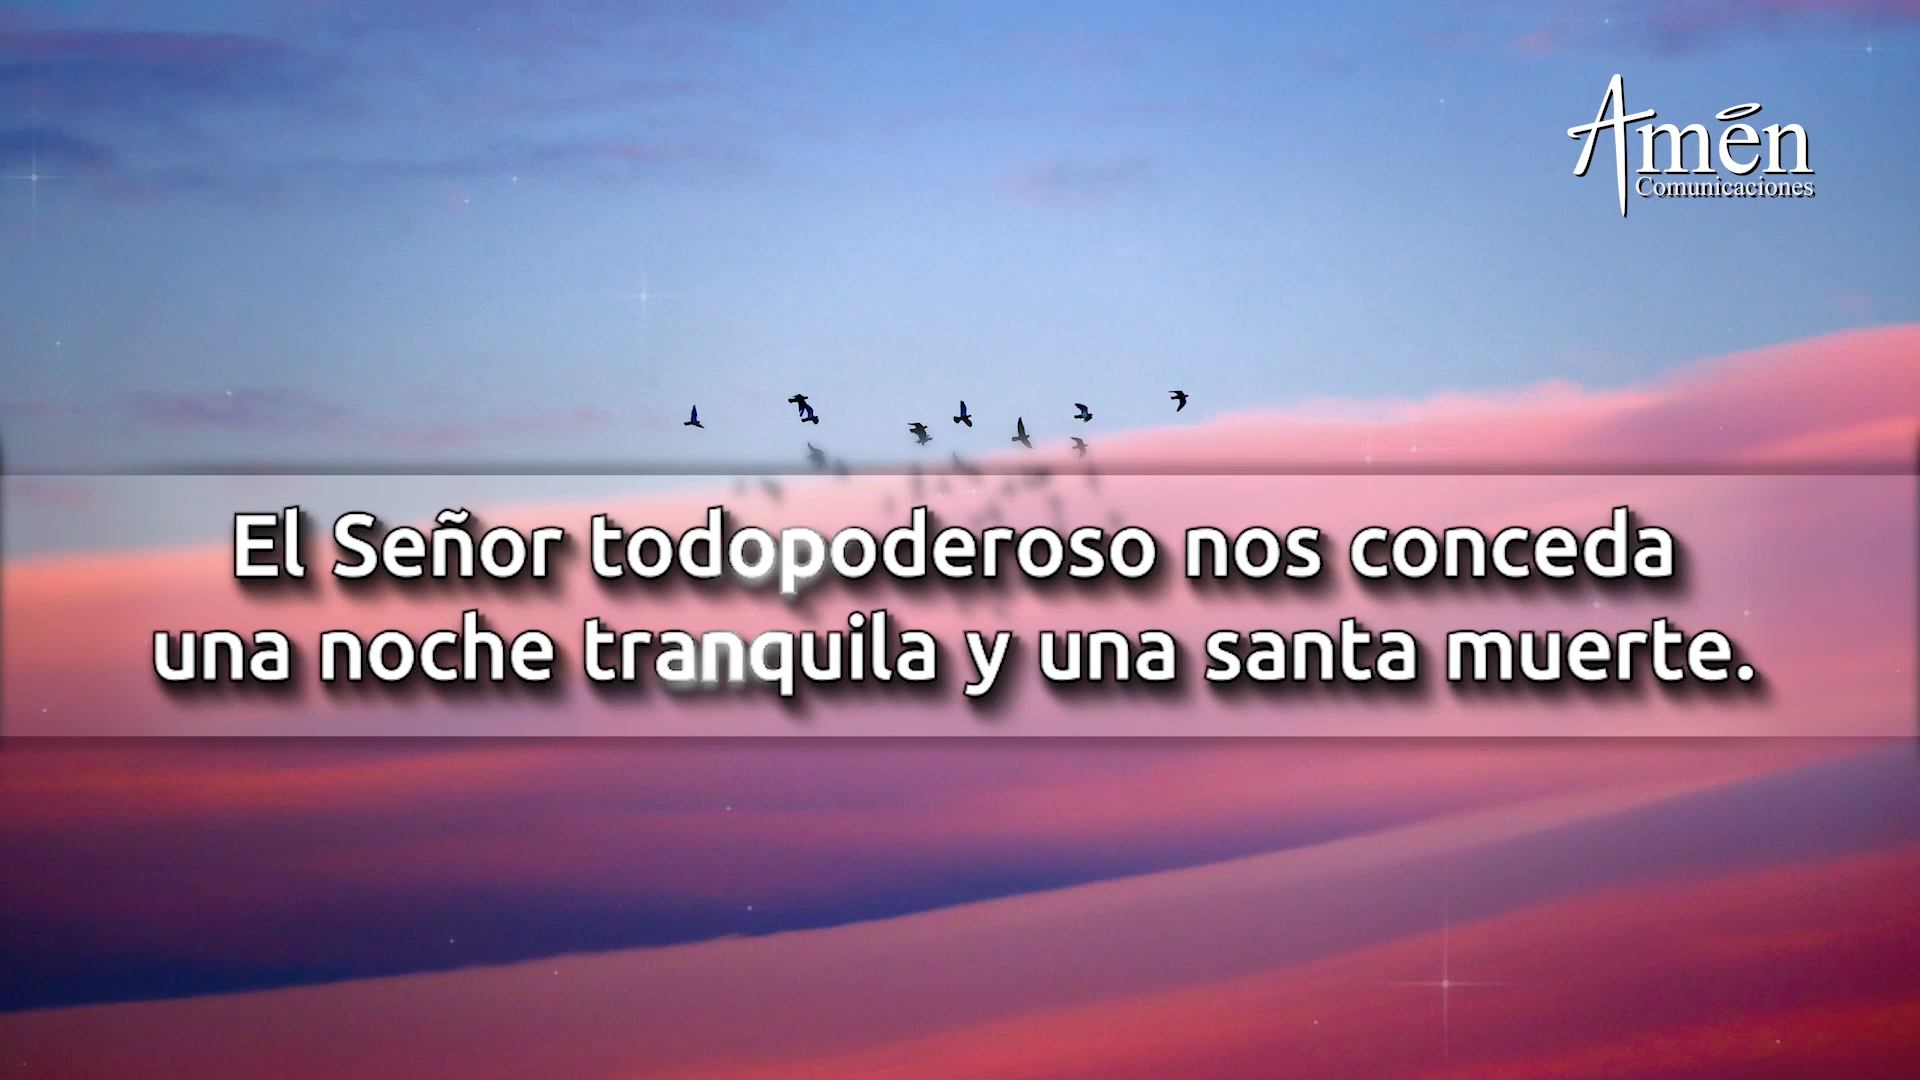 Amén
Comunicaciones
El Señor todopoderoso nos conceda
una noche tranquila y una santa muerte.